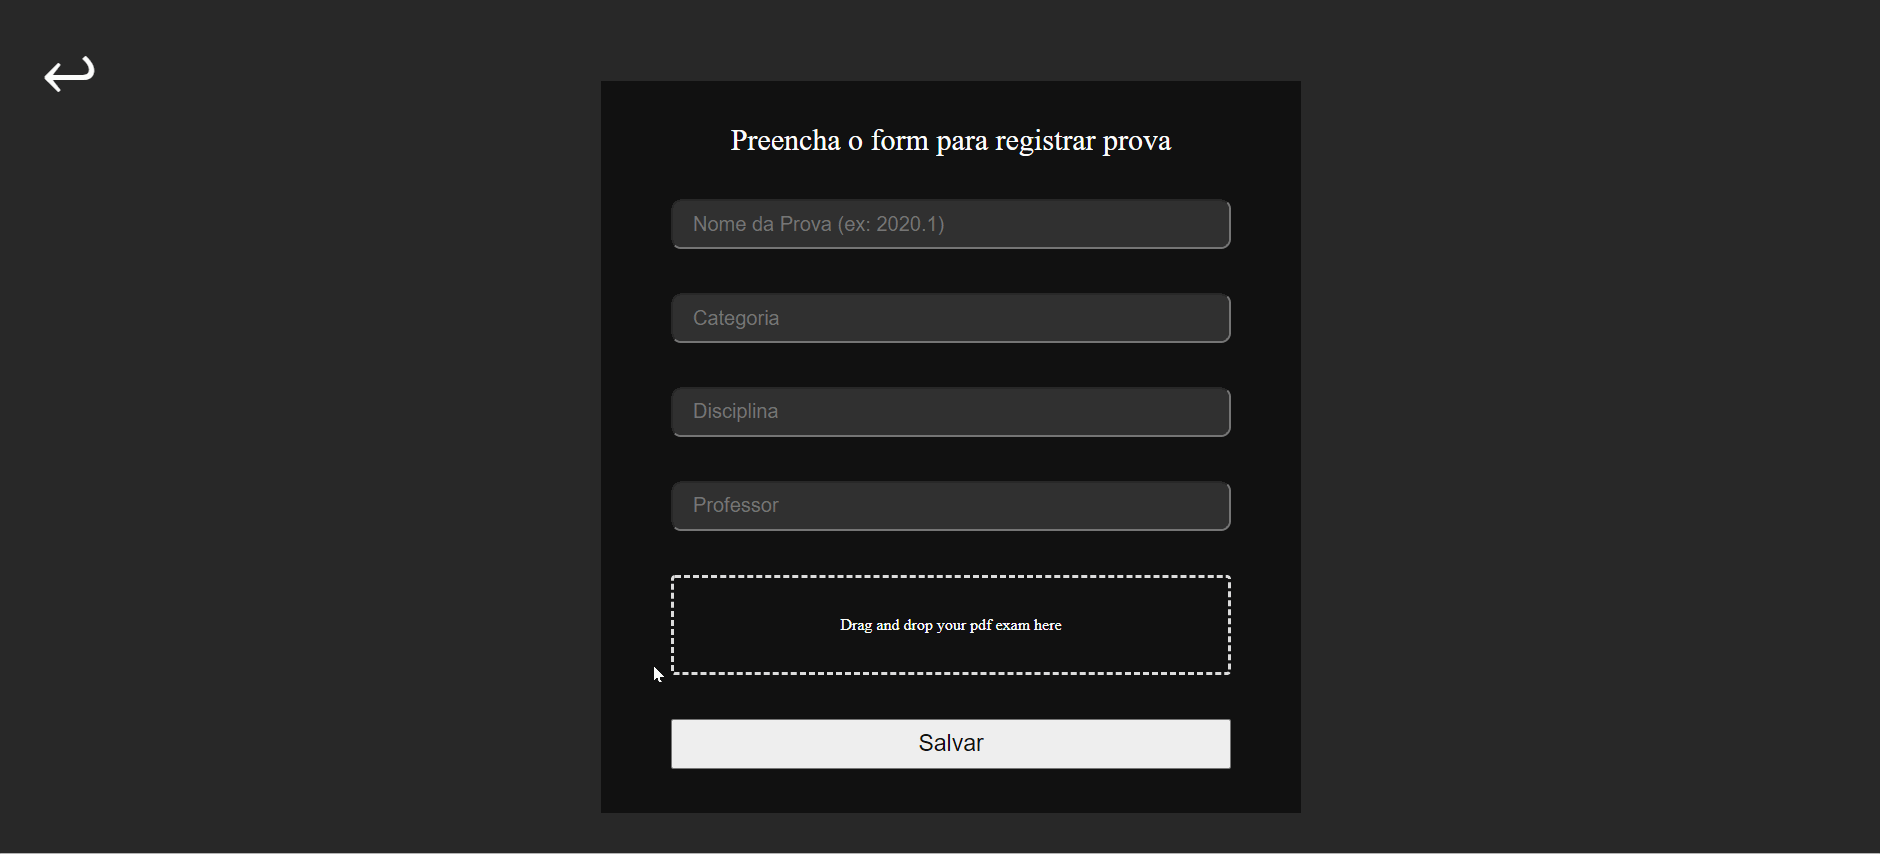 Preencha o form para registrar prova
Nome da Prova (ex: 2020.1)
Categoria
Disciplina
Professor
Drag and drop your pdf exam here
Salvar